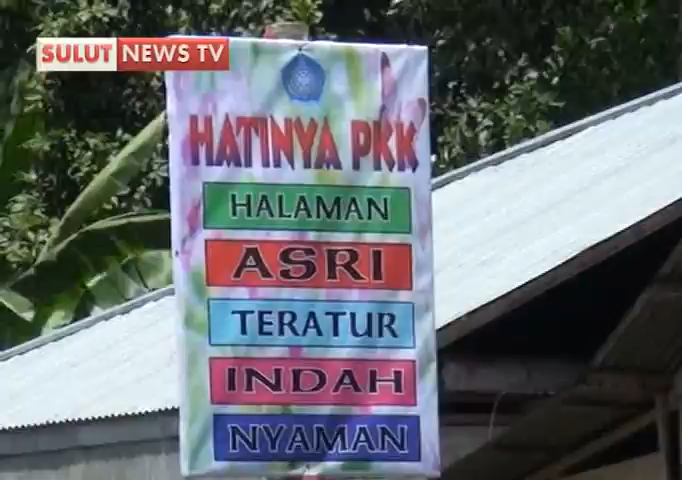 SULUT NEWS TV
HATINYA PKK
HALAMAN
ASRI
TERATUR
INDAH
NYAMAN